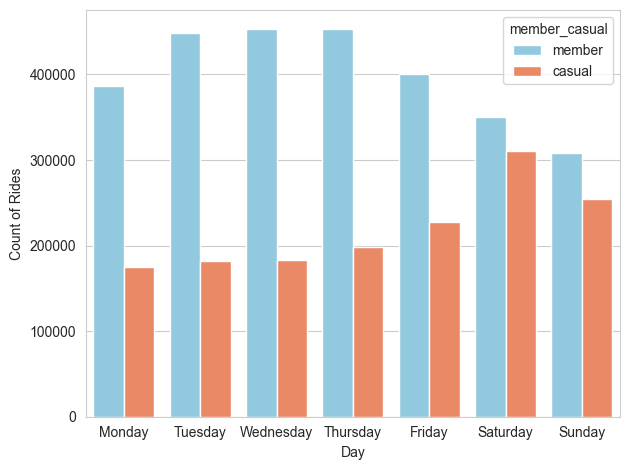 member_casual
member
casual
400000
300000
200000
100000
0
Count of Rides
Monday Tuesday Wednesday Thursday Friday Saturday Sunday
Day